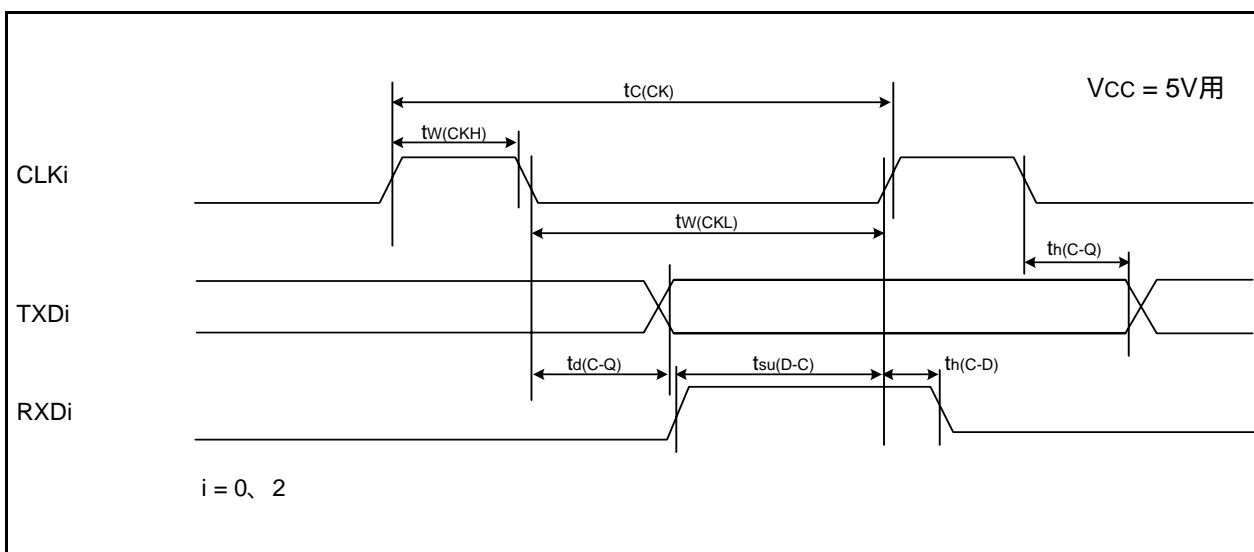 VCC = 5V用
tC(CK)
tW(CKH)
CLKi
tW(CKL)
th(C-Q)
TXDi
td(C-Q)
tsu(D-C)
th(C-D)
RXDi
i = 0、 2